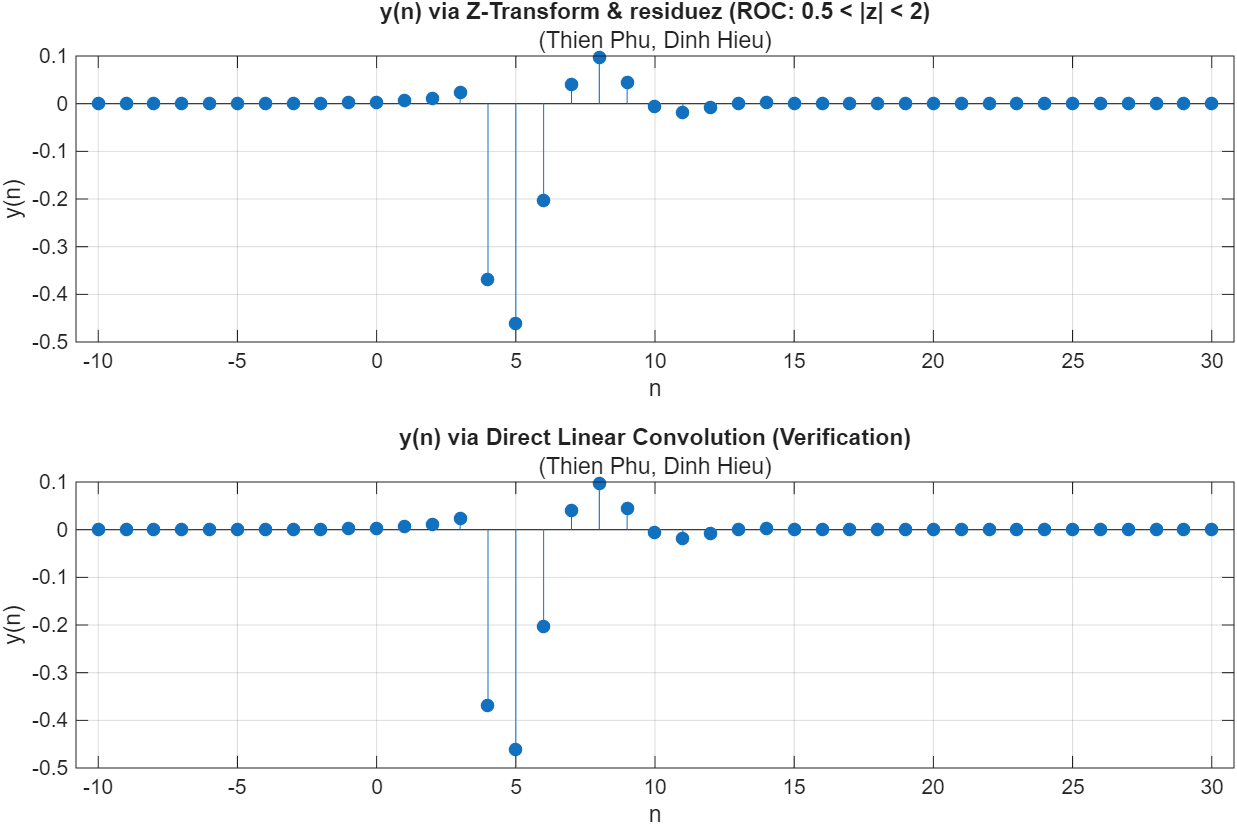 y(n) via Z-Transform & residuez (ROC: 0.5 < |z| < 2)
(Thien Phu, Dinh Hieu)
0.1
0
-0.1
-0.2
-0.3
-0.4
-0.5
y(n)
-10 -5 0 5 10 15 20 25 30
n
y(n) via Direct Linear Convolution (Verification)
(Thien Phu, Dinh Hieu)
0.1
0
-0.1
-0.2
-0.3
-0.4
-0.5
y(n)
-10 -5 0 5 10 15 20 25 30
n